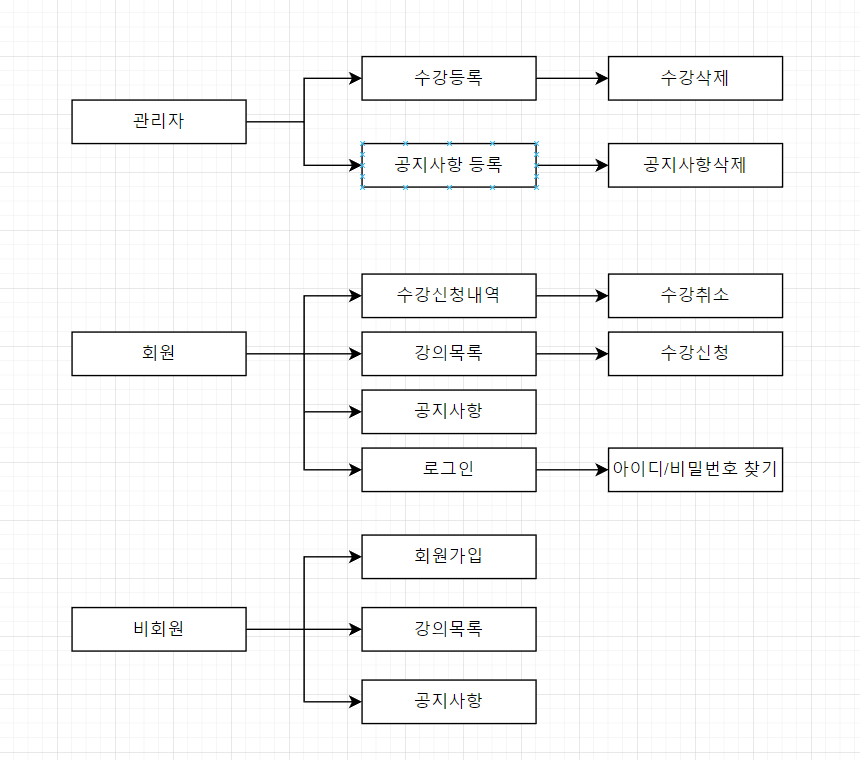 수강등록
수강삭제
관리자
공지사항 등록
공지사항삭제
수강신청내역
수강취소
회원
강의목록
수강신청
공지사항
로그인
아이디/비밀번호 찾기
회원가입
비회원
강의목록
공지사항